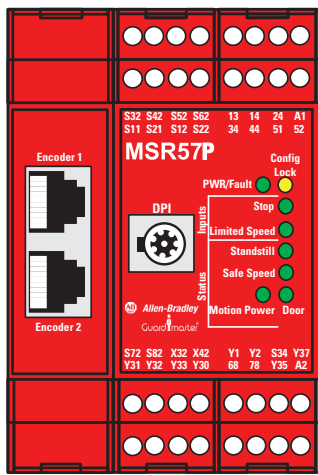 S32 S42 S52 S62 13 14 24 A1
S11 S21 S12 S22 34 44 51 52
MSR57P
Encoder 1
Config
Lock
PWR/Fault
DPI
Inputs
Stop
Limited Speed
Status
Standstill
Safe Speed
Motion Power Door
AB Allen-Bradley
Guardmaster
Encoder 2
S72 S82 X32 X42 Y1 Y2 S34 Y37
Y31 Y32 Y33 Y30 68 78 Y35 A2